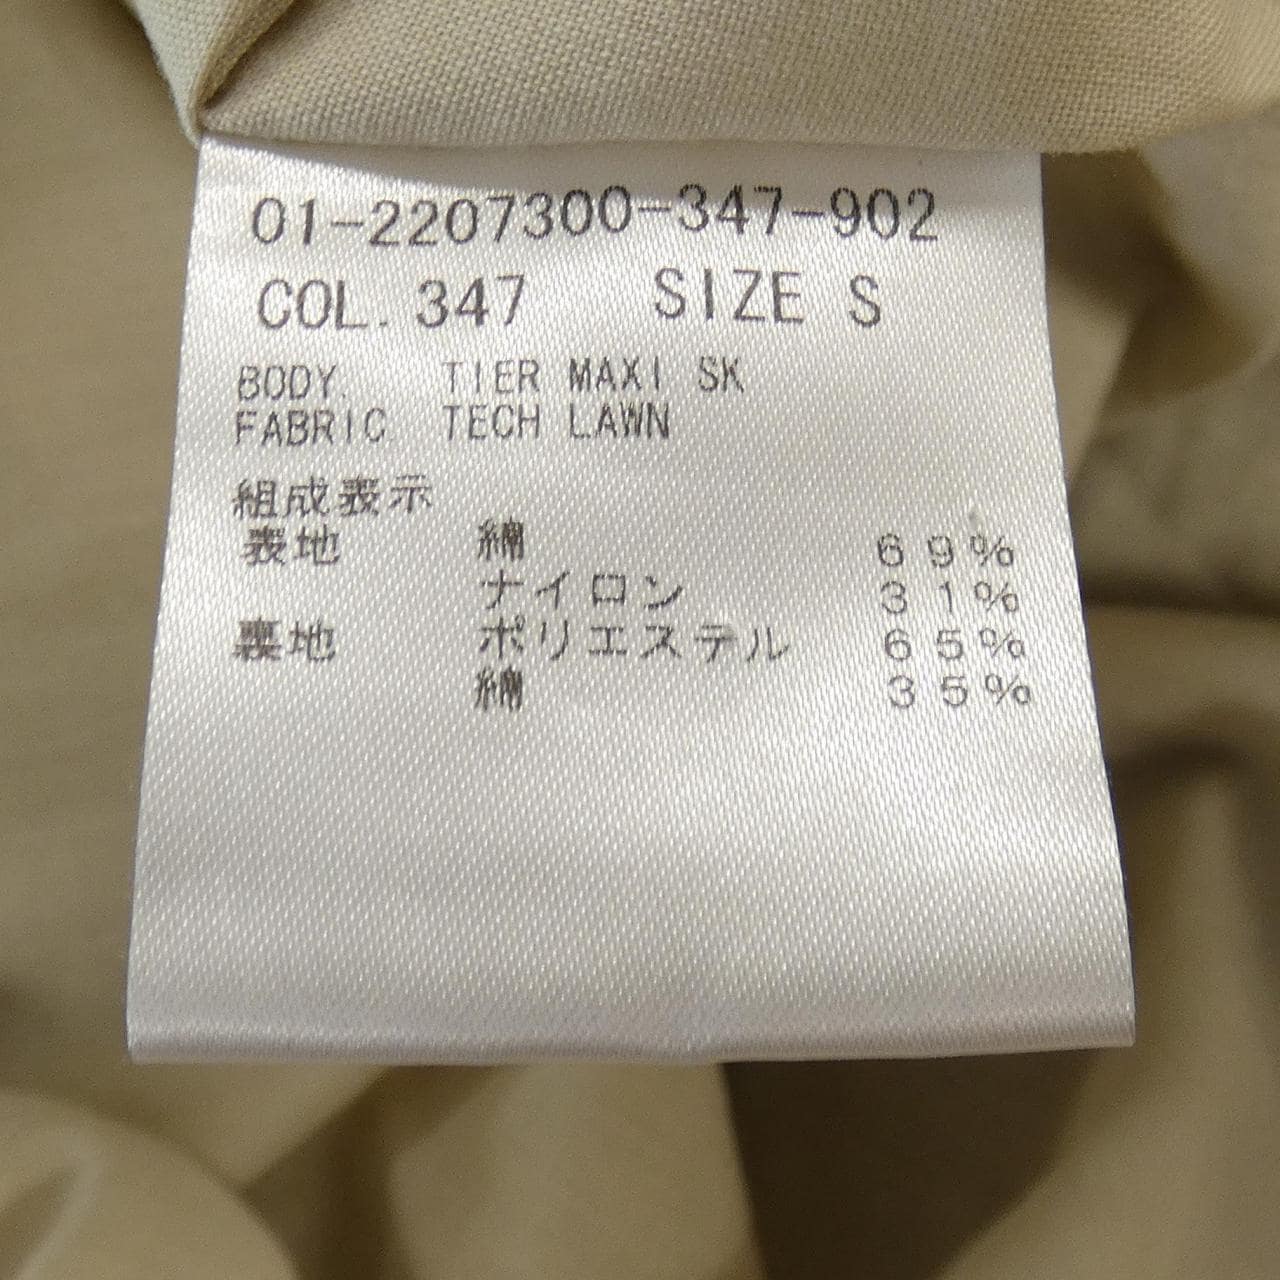 01-2207300-347-902
COL. 347 SIZE S
BODY. TIER MAXI SK
FABRIC. TECH LAWN
組成表示
表地 綿 69%
ナイロン 31%
裏地 ポリエステル 65%
綿 35%